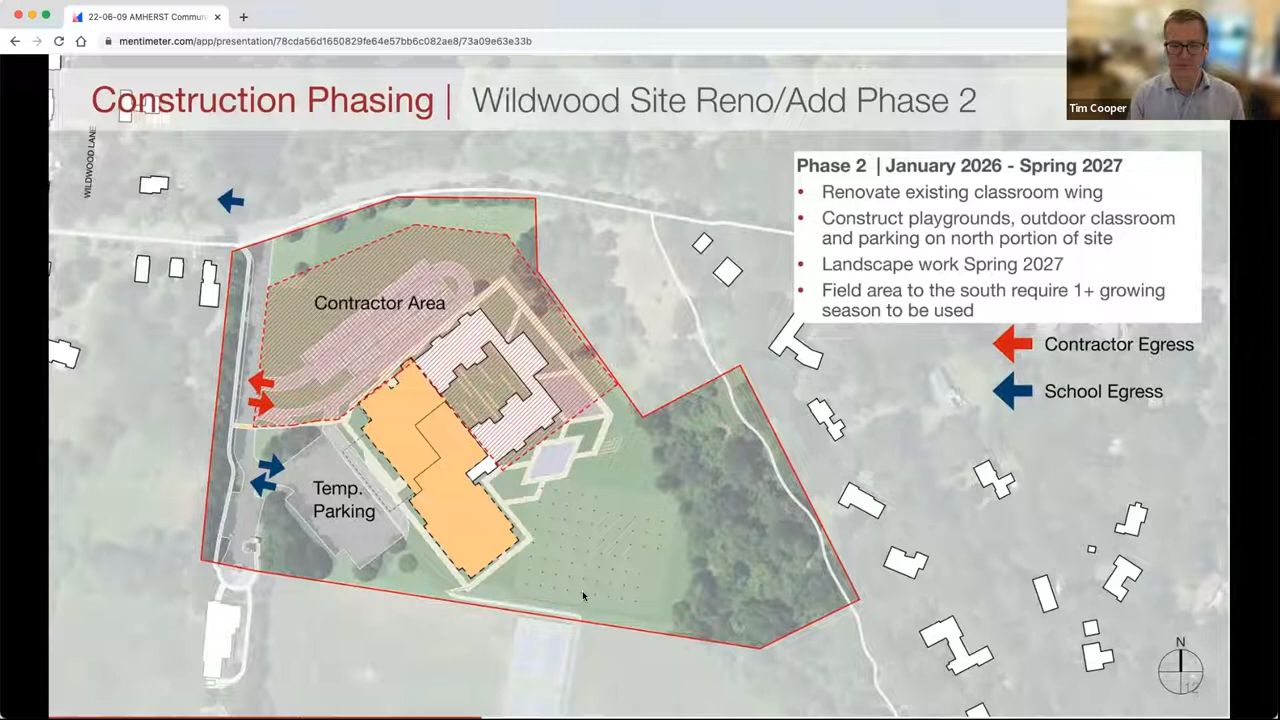 22-06-09 AMHERST Commun
mentimeter.com/app/presentation/78cda56d1650829fe64e57bb6c082ae8/73a09e63e33b
Tim Cooper
Construction Phasing | Wildwood Site Reno/Add Phase 2
WILDWOOD LANE
Phase 2 | January 2026 - Spring 2027
• Renovate existing classroom wing
• Construct playgrounds, outdoor classroom
and parking on north portion of site
• Landscape work Spring 2027
• Field area to the south require 1+ growing
season to be used
Contractor Egress
School Egress
Contractor Area
Temp.
Parking
N
12